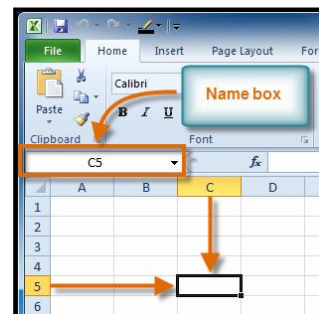 File Home Insert Page Layout For
Calibri
Name box
Paste
B I U
Clipboard Font
C5 fx
A B C D
1
2
3
4
5
6